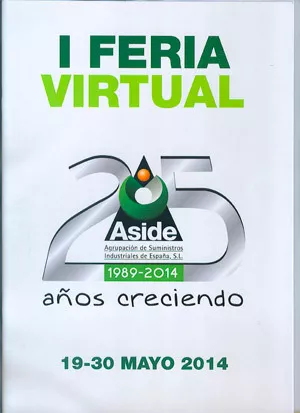 I FERIA
VIRTUAL
25
Aside
Agrupación de Suministros
Industriales de España, S.L.
1989-2014
años creciendo
19-30 MAYO 2014